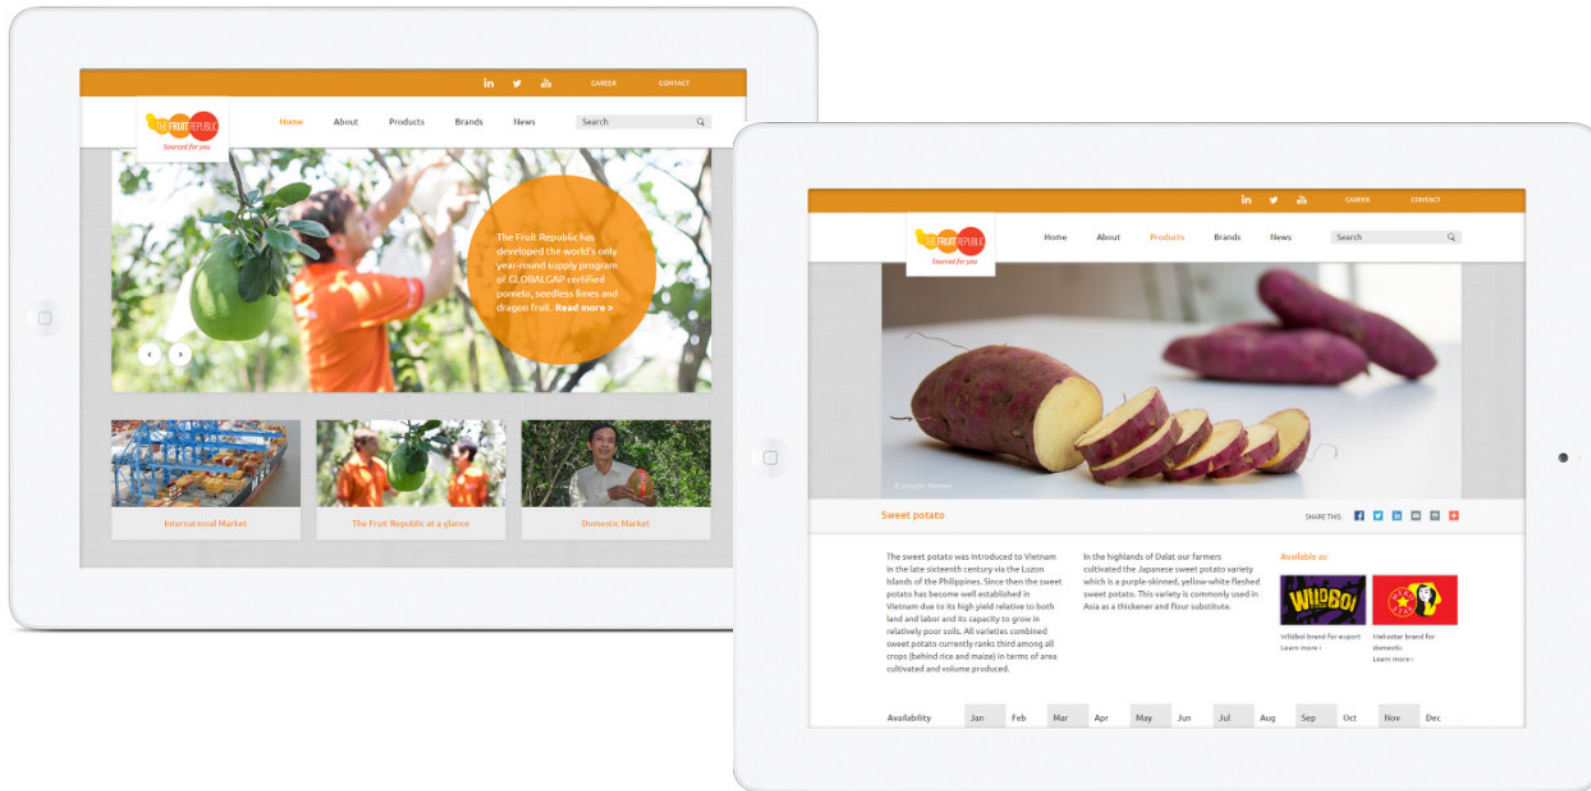 CAREER
CONTACT
THE FRUIT REPUBLIC
Sourced for you
Home
About
Products
Brands
News
Search
The Fruit Republic has
developed the world's only
year-round supply program
of GLOBALGAP certified
pomelo, seedless limes and
dragon fruit. Read more »
International Market
The Fruit Republic at a glance
Domestic Market
CAREER
CONTACT
THE FRUIT REPUBLIC
Sourced for you
Home
About
Products
Brands
News
Search
Sweet potato
SHARE THIS:
The sweet potato was introduced to Vietnam
in the late sixteenth century via the Luzon
Islands of the Philippines. Since then the sweet
potato has become well established in
Vietnam due to its high yield relative to both
land and labor and its capacity to grow in
relatively poor soils. All varieties combined
sweet potato currently ranks third among all
crops (behind rice and maize) in terms of area
cultivated and volume produced.
In the highlands of Dalat our farmers
cultivated the Japanese sweet potato variety
which is a purple-skinned, yellow-white fleshed
sweet potato. This variety is commonly used in
Asia as a thickener and flour substitute.
Available as:
WILDBOI
Wildboi brand for export
Learn more ›
Mekostar brand for
domestic
Learn more ›
Availability Jan Feb Mar Apr May Jun Jul Aug Sep Oct Nov Dec